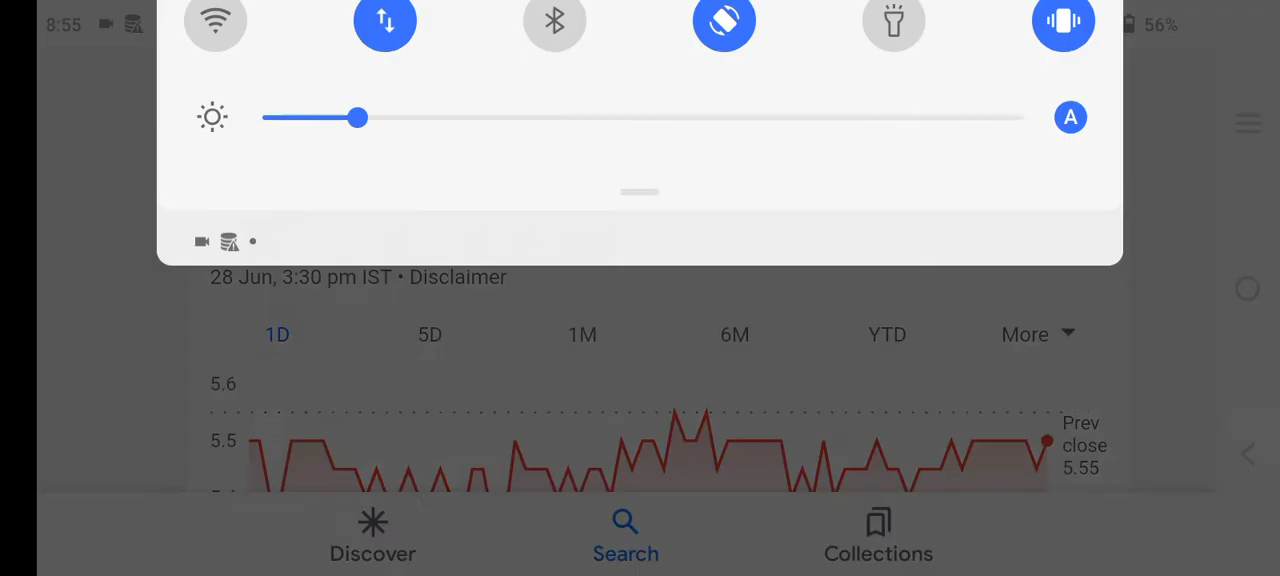 8:55
56%
A
28 Jun, 3:30 pm IST • Disclaimer
1D 5D 1M 6M YTD More
5.6
5.5
Prev
close
5.55
Discover Search Collections